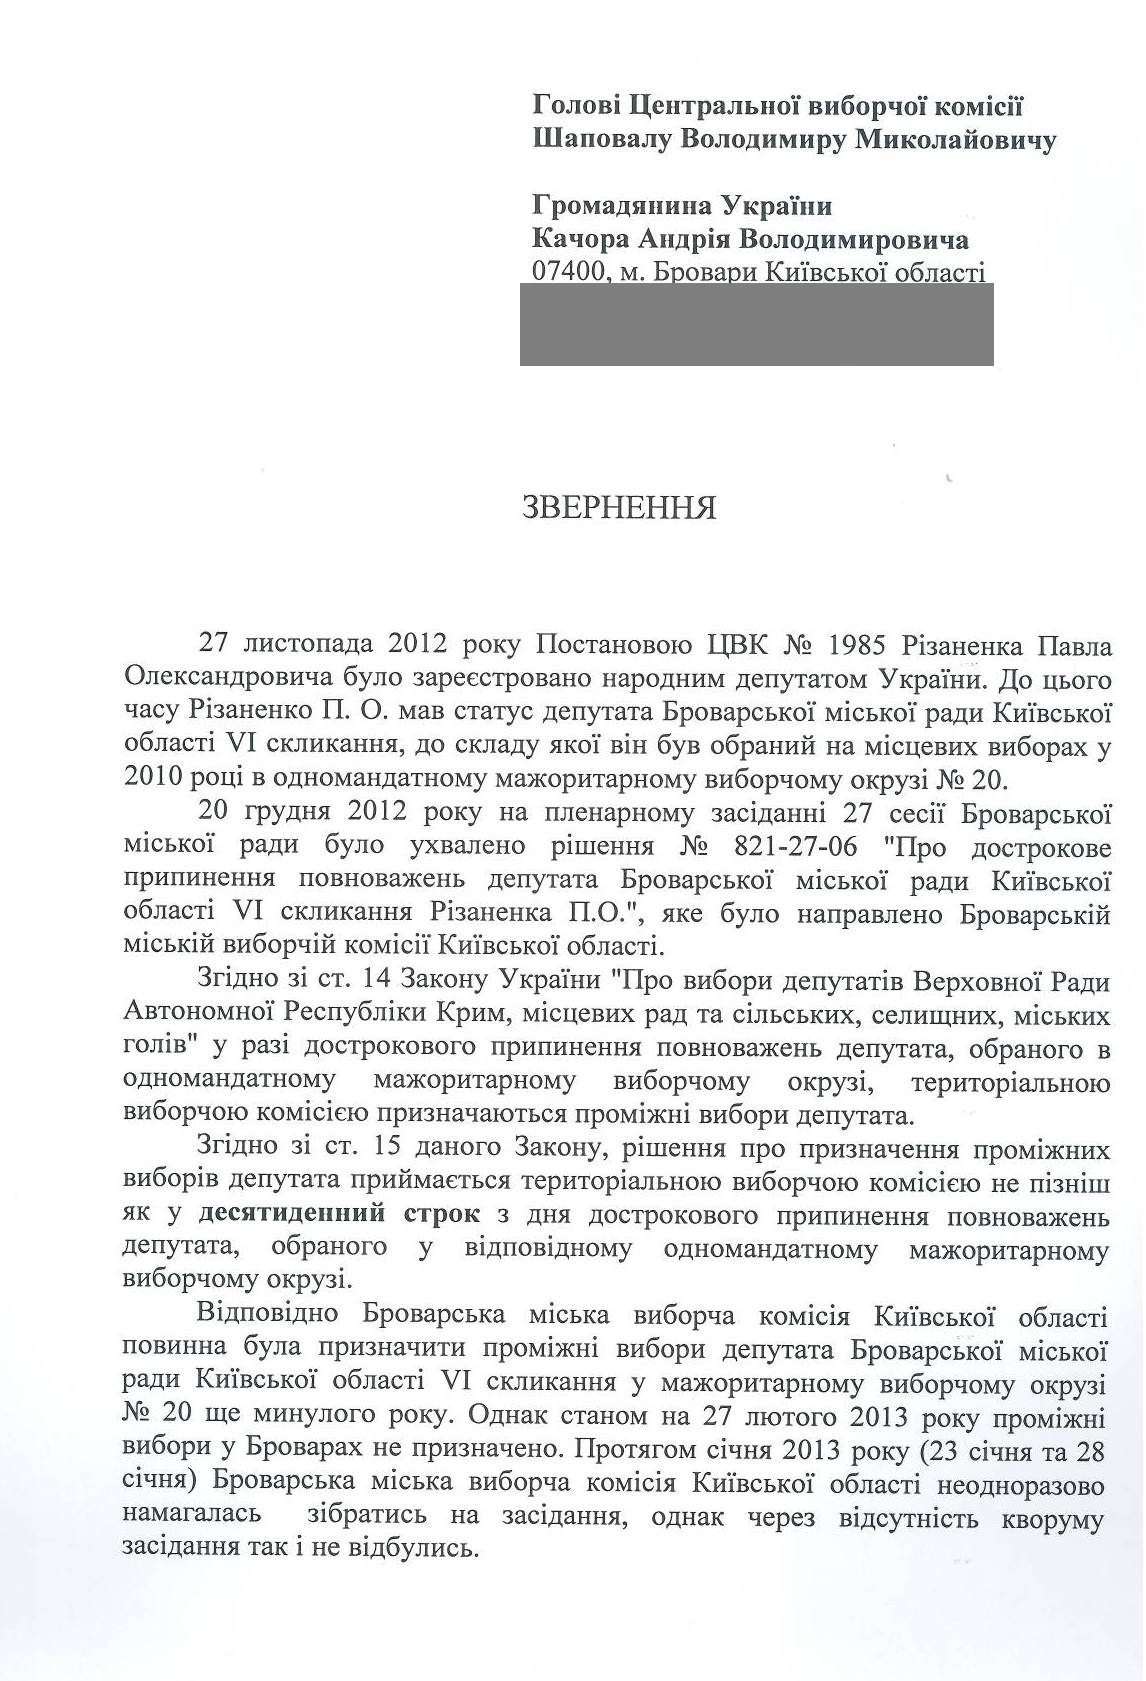 Голові Центральної виборчої комісії
Шаповалу Володимиру Миколайовичу
Громадянина України
Качора Андрія Володимировича
07400, м. Бровари Київської області
ЗВЕРНЕННЯ
27 листопада 2012 року Постановою ЦВК № 1985 Різаненка Павла
Олександровича було зареєстровано народним депутатом України. До цього
часу Різаненко П. О. мав статус депутата Броварської міської ради Київської
області VI скликання, до складу якої він був обраний на місцевих виборах у
2010 році в одномандатному мажоритарному виборчому окрузі № 20.
20 грудня 2012 року на пленарному засіданні 27 сесії Броварської
міської ради було ухвалено рішення № 821-27-06 "Про дострокове
припинення повноважень депутата Броварської міської ради Київської
області VI скликання Різаненка П.О.", яке було направлено Броварській
міській виборчій комісії Київської області.
Згідно зі ст. 14 Закону України "Про вибори депутатів Верховної Ради
Автономної Республіки Крим, місцевих рад та сільських, селищних, міських
голів" у разі дострокового припинення повноважень депутата, обраного в
одномандатному мажоритарному виборчому окрузі, територіальною
виборчою комісією призначаються проміжні вибори депутата.
Згідно зі ст. 15 даного Закону, рішення про призначення проміжних
виборів депутата приймається територіальною виборчою комісією не пізніш
як у десятиденний строк з дня дострокового припинення повноважень
депутата, обраного у відповідному одномандатному мажоритарному
виборчому окрузі.
Відповідно Броварська міська виборча комісія Київської області
повинна була призначити проміжні вибори депутата Броварської міської
ради Київської області VI скликання у мажоритарному виборчому окрузі
№ 20 ще минулого року. Однак станом на 27 лютого 2013 року проміжні
вибори у Броварах не призначено. Протягом січня 2013 року (23 січня та 28
січня) Броварська міська виборча комісія Київської області неодноразово
намагалась зібратись на засідання, однак через відсутність кворуму
засідання так і не відбулись.